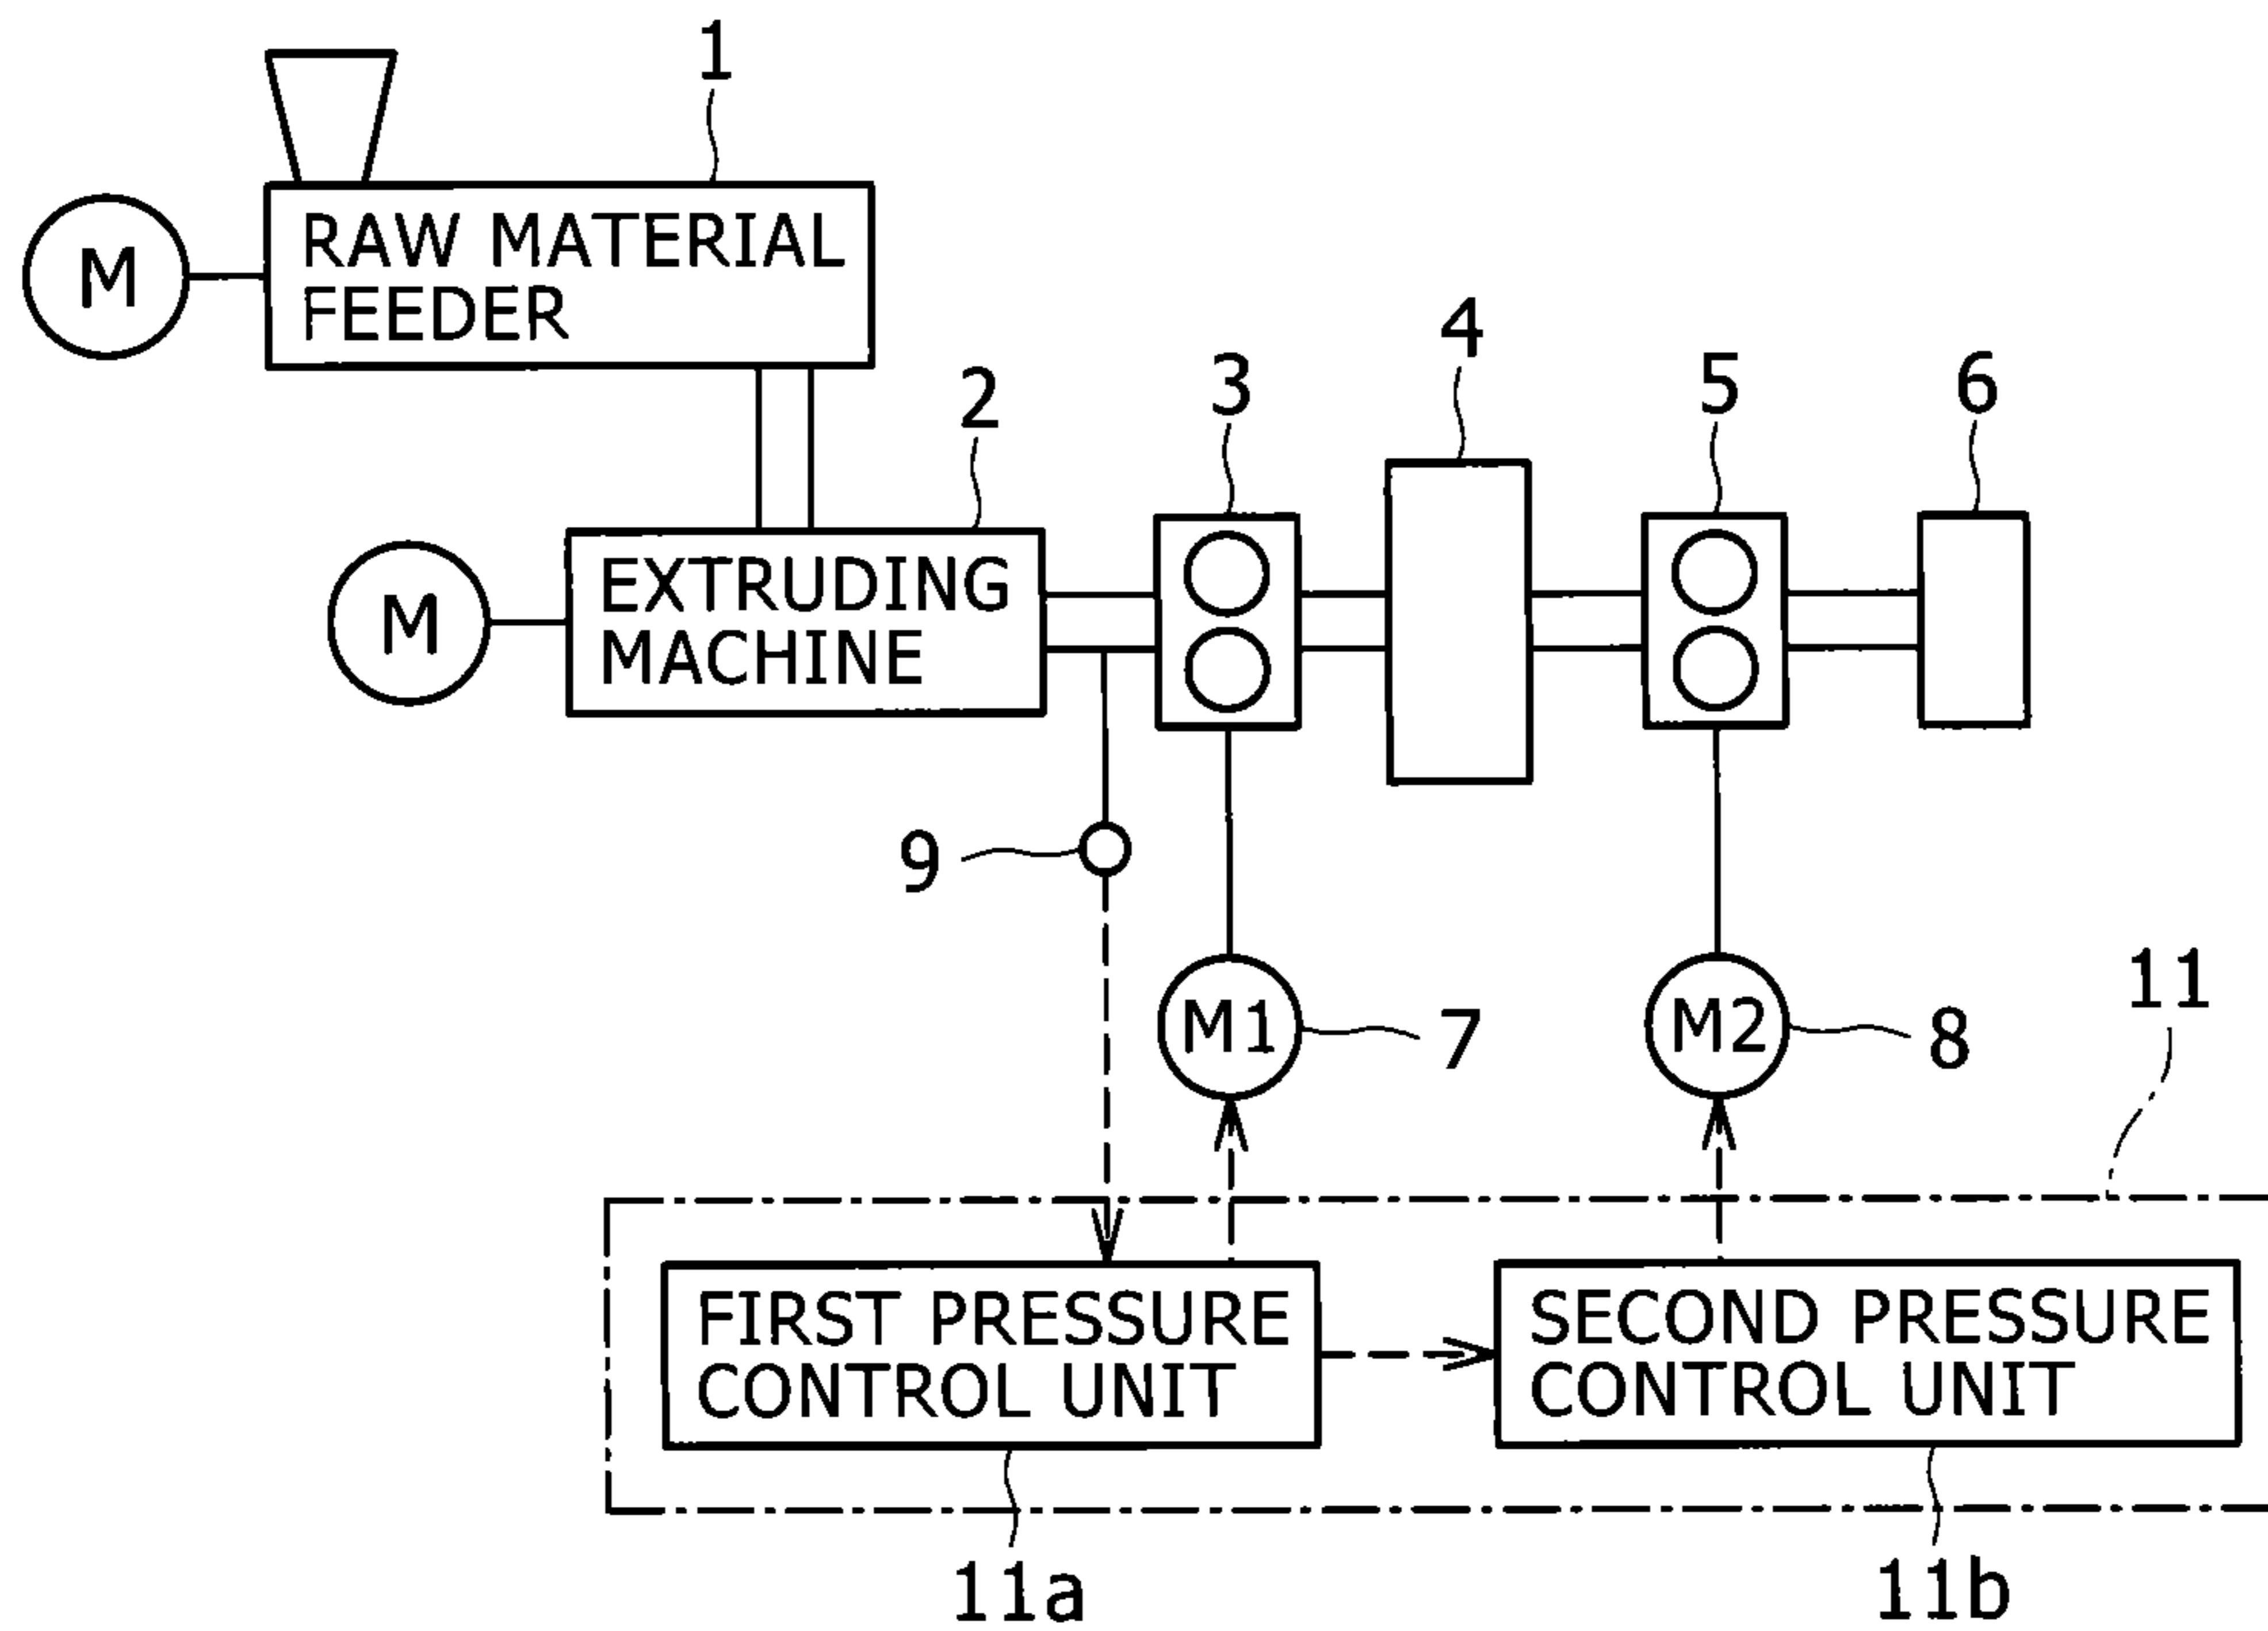 1
M
RAW MATERIAL
FEEDER
2
3
4
5
6
M
EXTRUDING
MACHINE
9
M1
7
M2
8
11
FIRST PRESSURE
CONTROL UNIT
SECOND PRESSURE
CONTROL UNIT
11a
11b